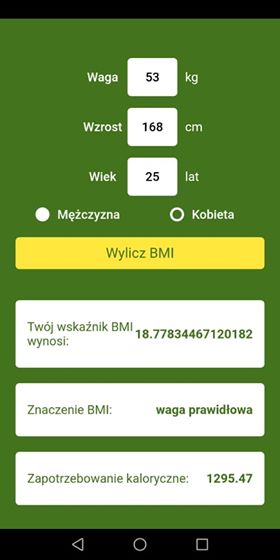 Waga 53 kg
Wzrost 168 cm
Wiek 25 lat
Mężczyzna Kobieta
Wylicz BMI
Twój wskaźnik BMI 18.77834467120182
wynosi:
Znaczenie BMI: waga prawidłowa
Zapotrzebowanie kaloryczne: 1295.47